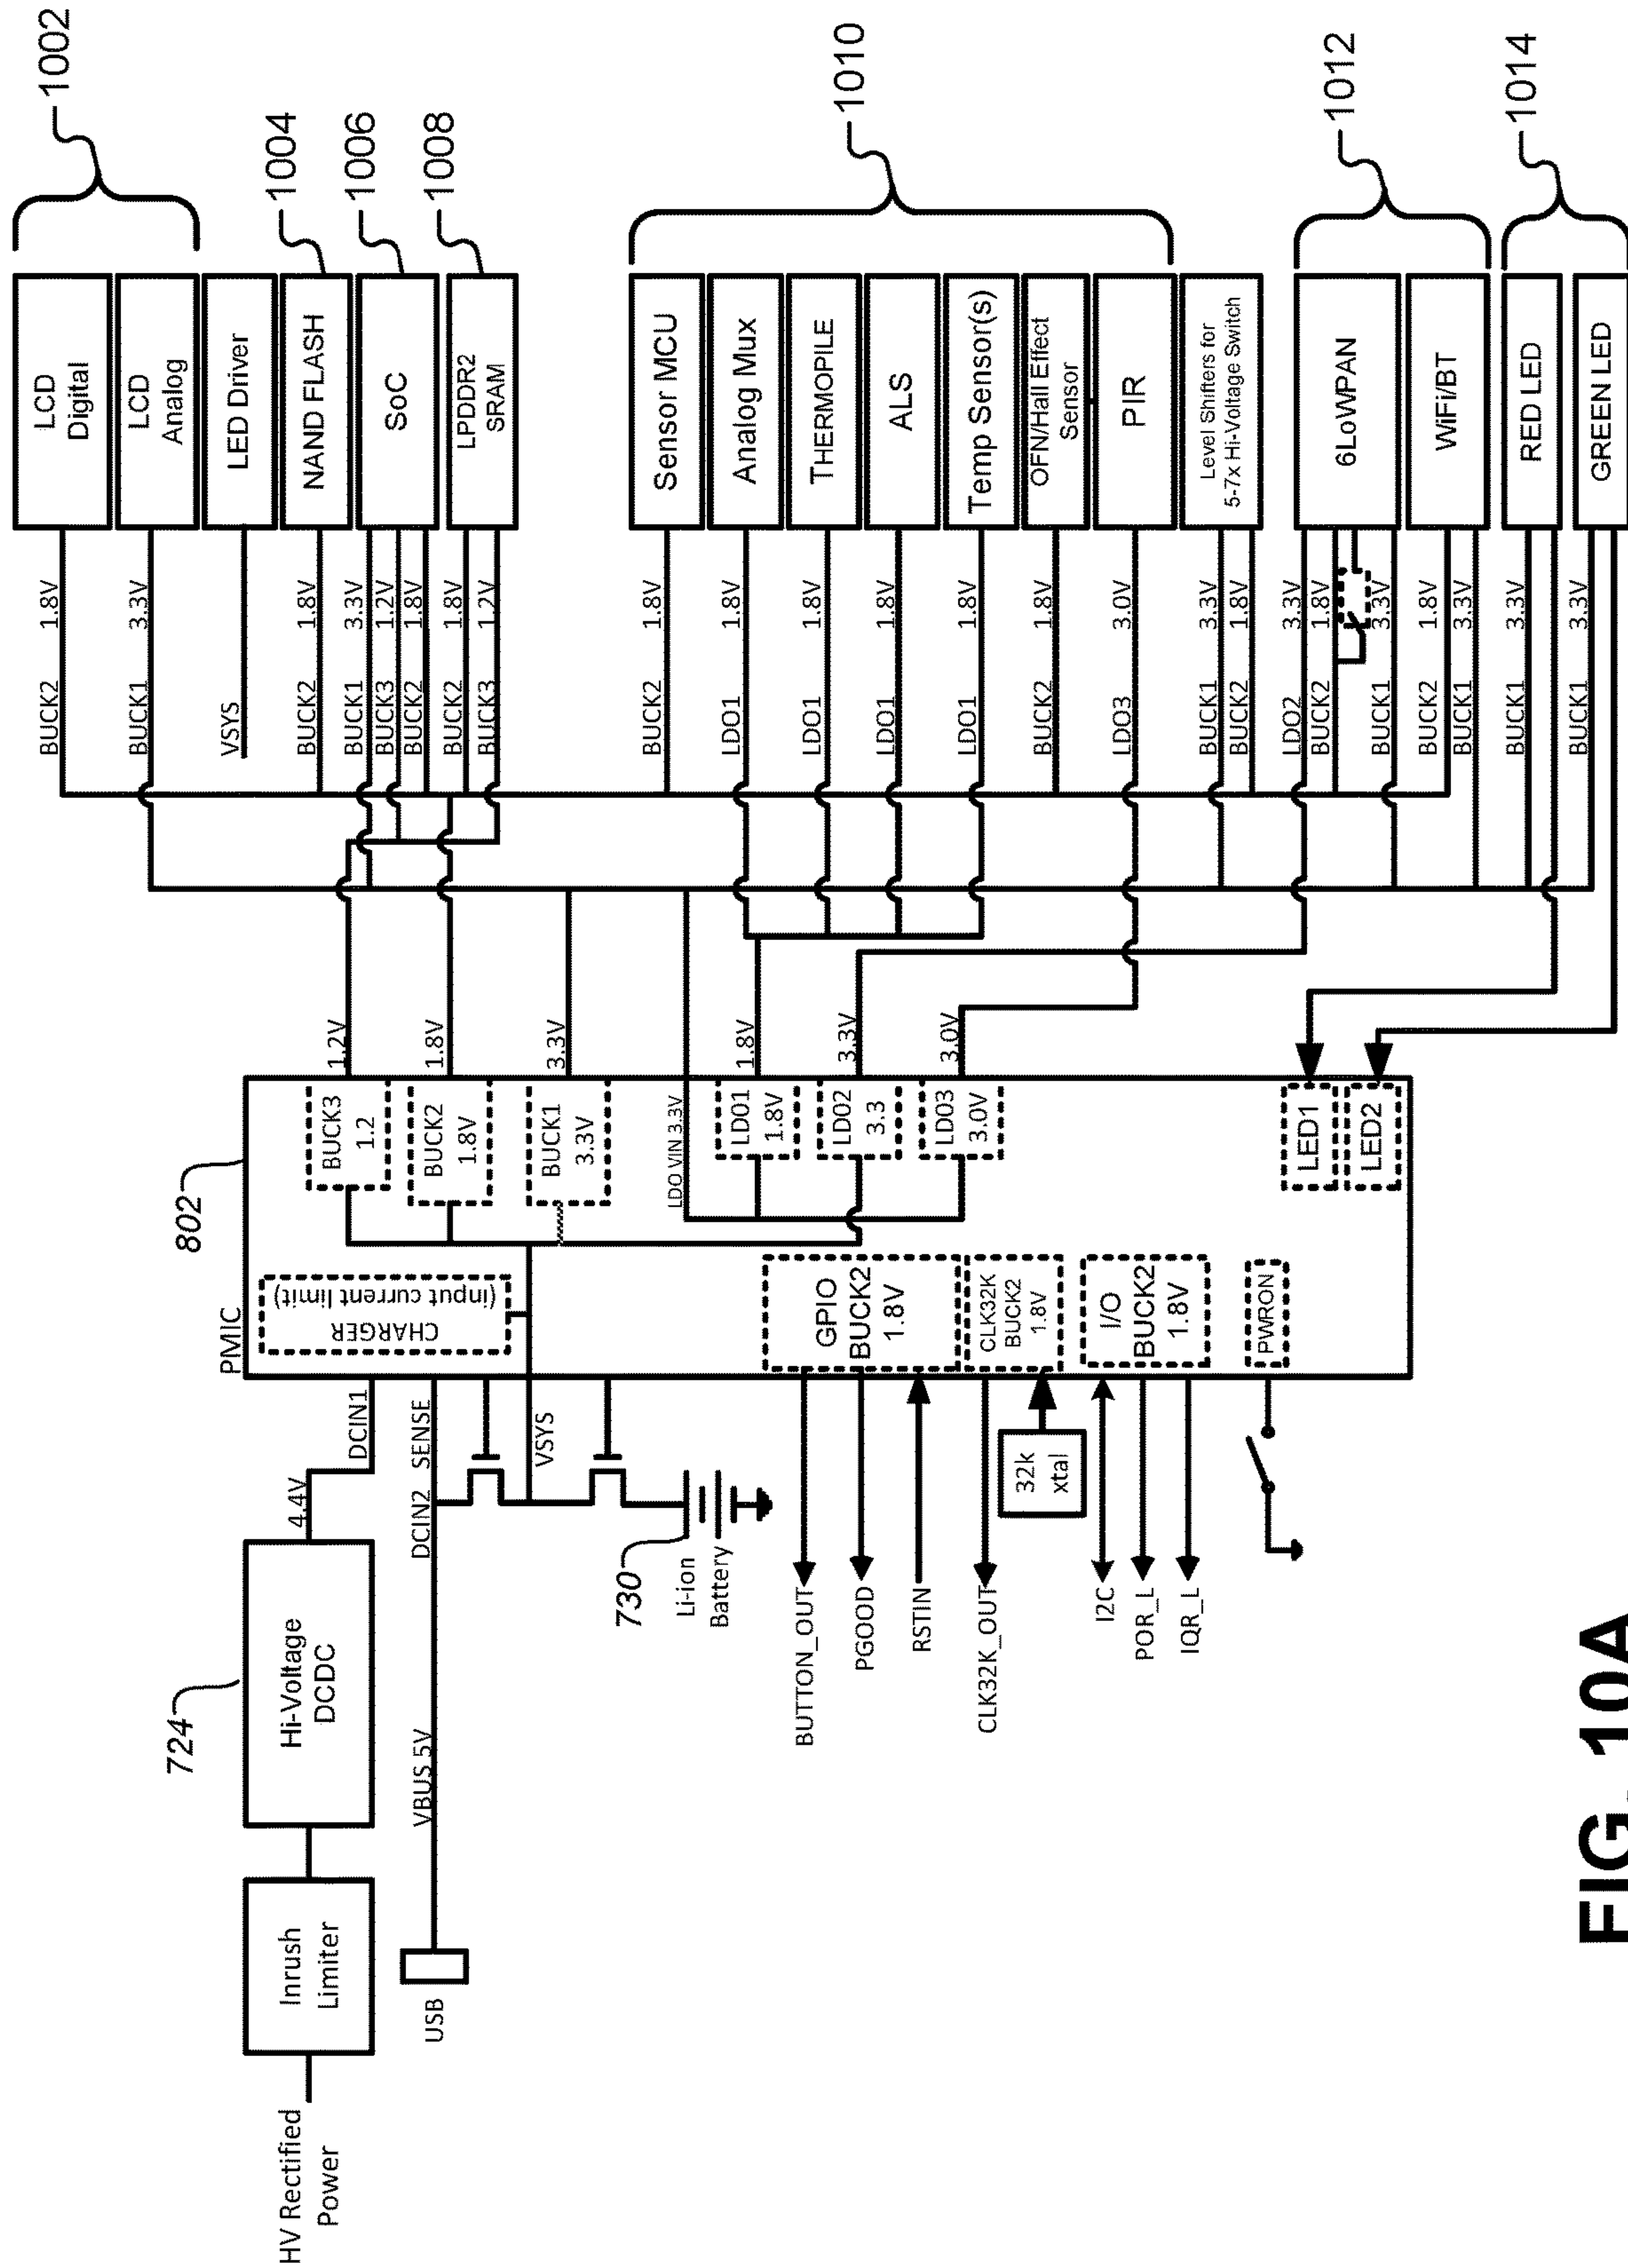 HV Rectified
Power
Inrush
Limiter
724
Hi-Voltage
DCDC
4.4V
DCIN1
USB
VBUS 5V
DCIN2
SENSE
VSYS
730
Li-ion
Battery
BUTTON_OUT
PGOOD
RSTIN
CLK32K_OUT
32k
xtal
I2C
POR_L
IQR_L
802
PMIC
CHARGER
(input current limit)
GPIO
BUCK2
1.8V
CLK32K
BUCK2
1.8V
I/O
BUCK2
1.8V
PWRON
BUCK3
1.2
BUCK2
1.8V
BUCK1
3.3V
LDO VIN 3.3V
LDO1
1.8V
LDO2
3.3
LDO3
3.0V
LED1
LED2
1.2V
1.8V
3.3V
1.8V
3.3V
3.0V
BUCK2 1.8V
LCD
Digital
BUCK1 3.3V
LCD
Analog
1002
VSYS
LED Driver
BUCK2 1.8V
NAND FLASH
1004
BUCK1 3.3V
BUCK3 1.2V
BUCK2 1.8V
SoC
1006
BUCK2 1.8V
BUCK3 1.2V
LPDDR2
SRAM
1008
BUCK2 1.8V
Sensor MCU
LDO1 1.8V
Analog Mux
LDO1 1.8V
THERMOPILE
LDO1 1.8V
ALS
LDO1 1.8V
Temp Sensor(s)
BUCK2 1.8V
OFN/Hall Effect
Sensor
LDO3 3.0V
PIR
1010
BUCK1 3.3V
BUCK2 1.8V
Level Shifters for
5-7x Hi-Voltage Switch
LDO2 3.3V
BUCK2 1.8V
BUCK1 3.3V
6LoWPAN
BUCK2 1.8V
BUCK1 3.3V
WiFi/BT
1012
BUCK1 3.3V
RED LED
BUCK1 3.3V
GREEN LED
1014
FIG. 10A